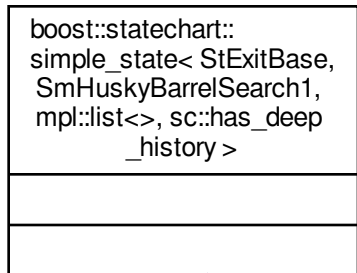 boost::statechart::
simple_state< StExitBase,
SmHuskyBarrelSearch1,
mpl::list<>, sc::has_deep
_history >